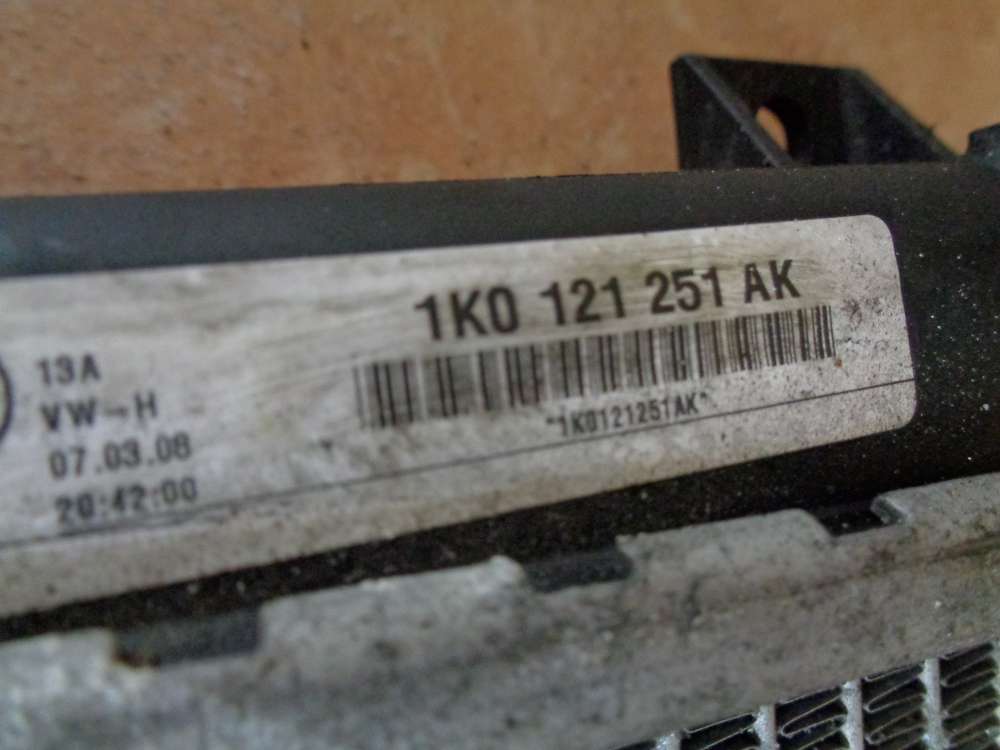 1K0 121 251 AK
*1K0121251AK*
13A
VW-H
07.03.08
20:42:00